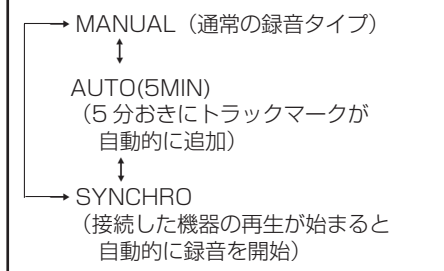 MANUAL（通常の録音タイプ）
AUTO(5MIN)
（5 分おきにトラックマークが
自動的に追加）
SYNCHRO
（接続した機器の再生が始まると
自動的に録音を開始）